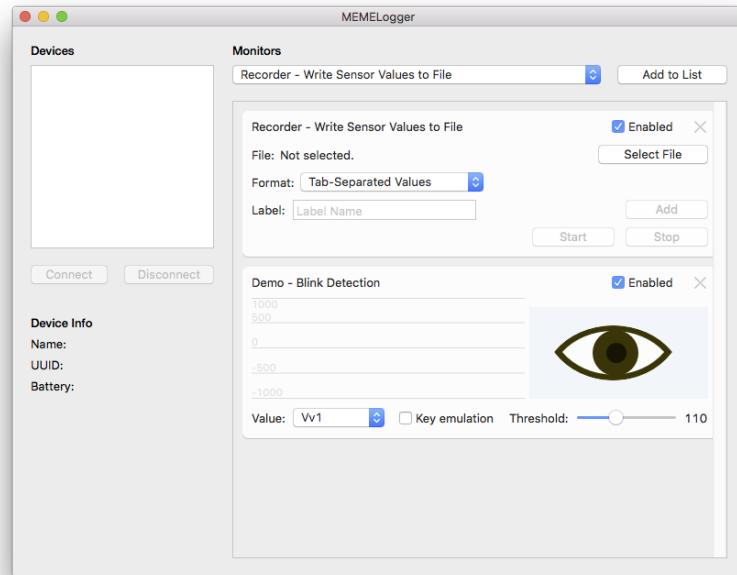 MEMELogger
Devices
Connect
Disconnect
Device Info
Name:
UUID:
Battery:
Monitors
Recorder - Write Sensor Values to File
Add to List
Recorder - Write Sensor Values to File
Enabled
File: Not selected.
Select File
Format: Tab-Separated Values
Label: Label Name
Add
Start
Stop
Demo - Blink Detection
Enabled
1000
500
0
-500
-1000
Value: Vv1
Key emulation
Threshold:
110